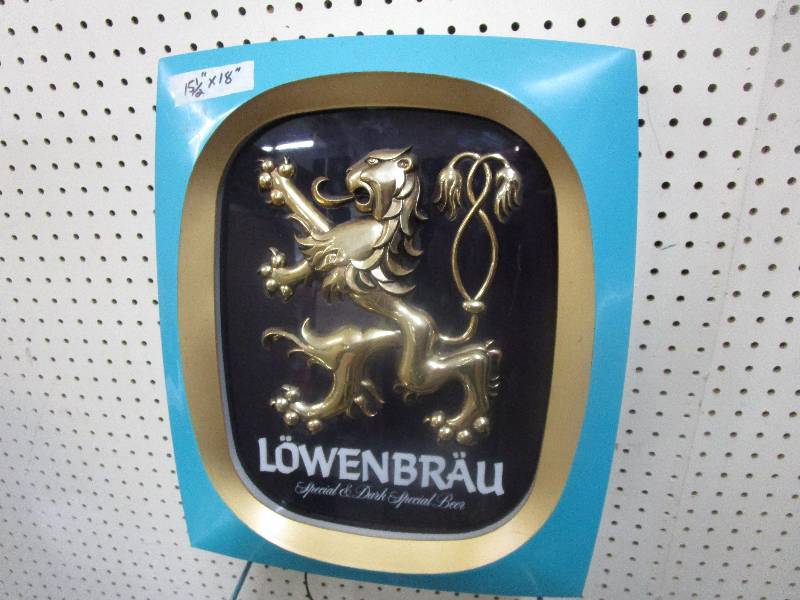 15½" x 18"
LÖWENBRÄU
Special & Dark Special Beer